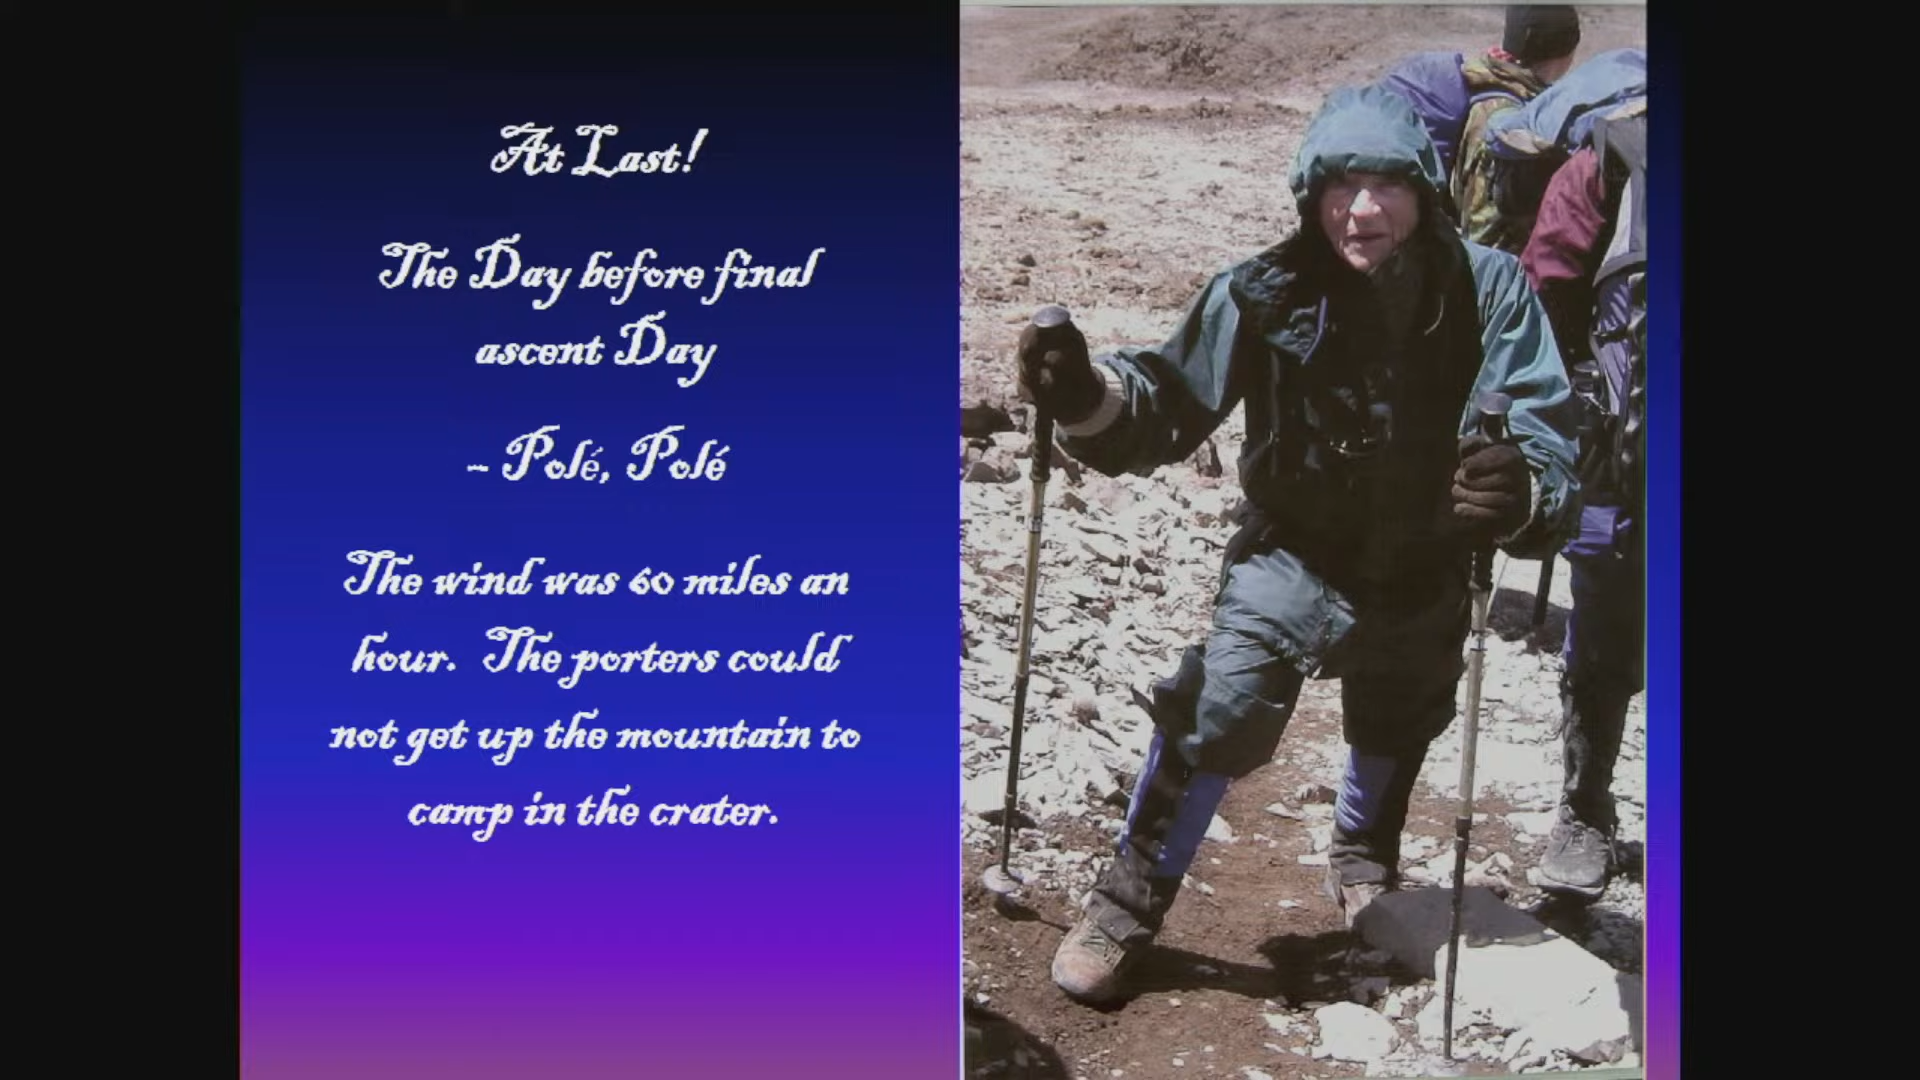 At Last!
The Day before final
ascent Day
- Polé, Polé
The wind was 60 miles an
hour. The porters could
not get up the mountain to
camp in the crater.